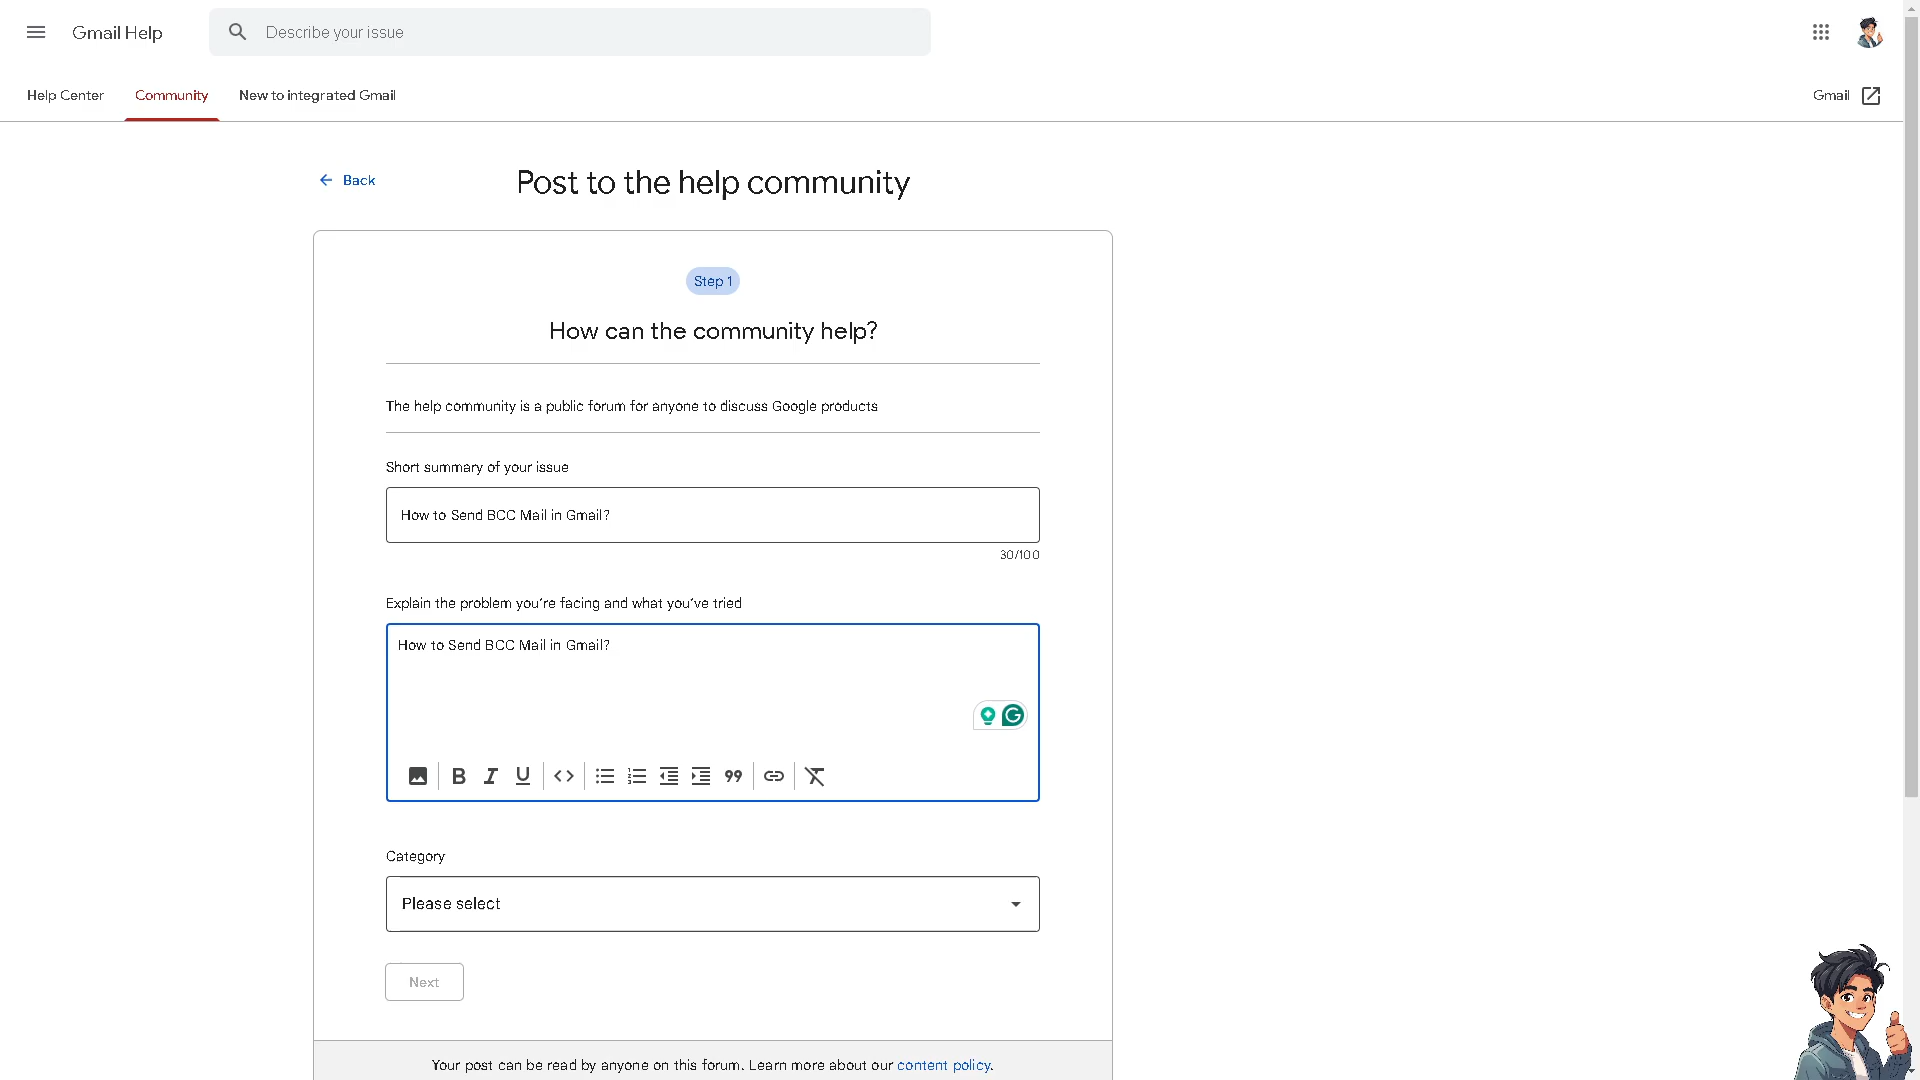 Gmail Help
Describe your issue
Help Center
Community
New to integrated Gmail
Gmail
Back
Post to the help community
Step 1
How can the community help?
The help community is a public forum for anyone to discuss Google products
Short summary of your issue
How to Send BCC Mail in Gmail?
30/100
Explain the problem you're facing and what you've tried
How to Send BCC Mail in Gmail?
Category
Please select
Next
Your post can be read by anyone on this forum. Learn more about our content policy.